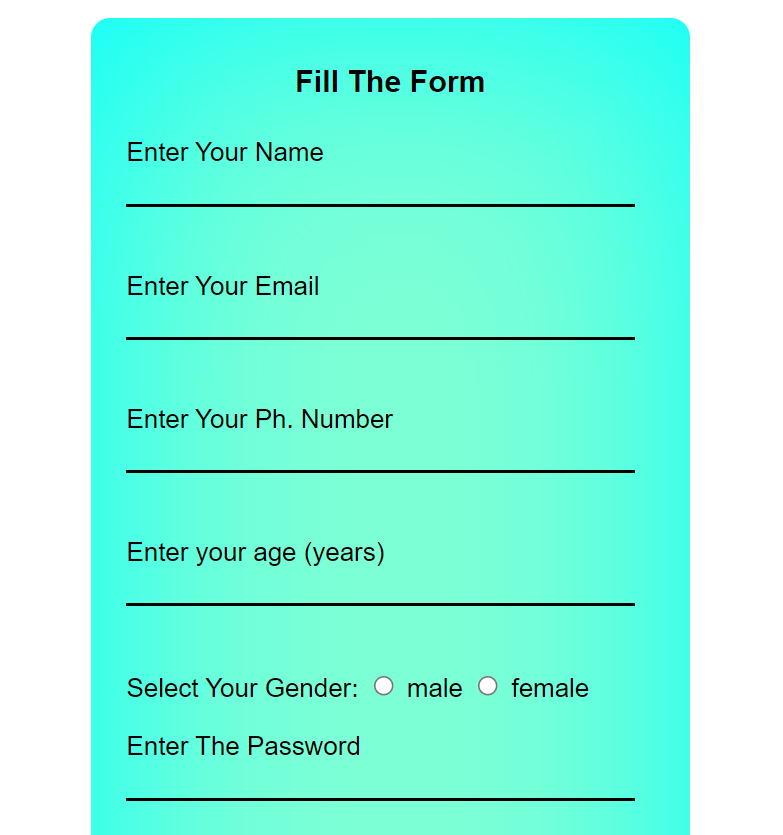 Fill The Form
Enter Your Name
Enter Your Email
Enter Your Ph. Number
Enter your age (years)
Select Your Gender: male female
Enter The Password